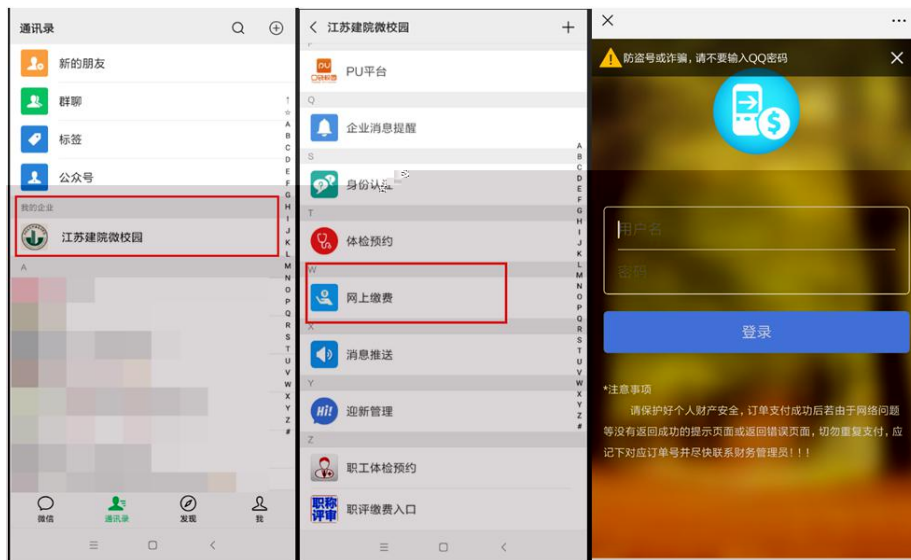 通讯录
新的朋友
群聊
标签
公众号
我的企业
江苏建院微校园
A
↑
☆
A
B
C
D
E
F
G
H
I
J
K
L
M
N
O
P
Q
R
S
T
U
V
W
X
Y
Z
#
微信
通讯录
发现
我
江苏建院微校园
PU平台
Q
企业消息提醒
S
身份认证
T
体检预约
W
网上缴费
X
消息推送
Y
Hi!
迎新管理
Z
职工体检预约
职称
评审
职评缴费入口
A
B
C
D
E
F
G
H
I
J
K
L
M
N
O
P
Q
R
S
T
U
V
W
X
Y
Z
#
防盗号或诈骗，请不要输入QQ密码
用户名
密码
登录
*注意事项
请保护好个人财产安全，订单支付成功后若由于网络问题
等没有返回成功的提示页面或返回错误页面，切勿重复支付，应
记下对应订单号并尽快联系财务管理员！！！